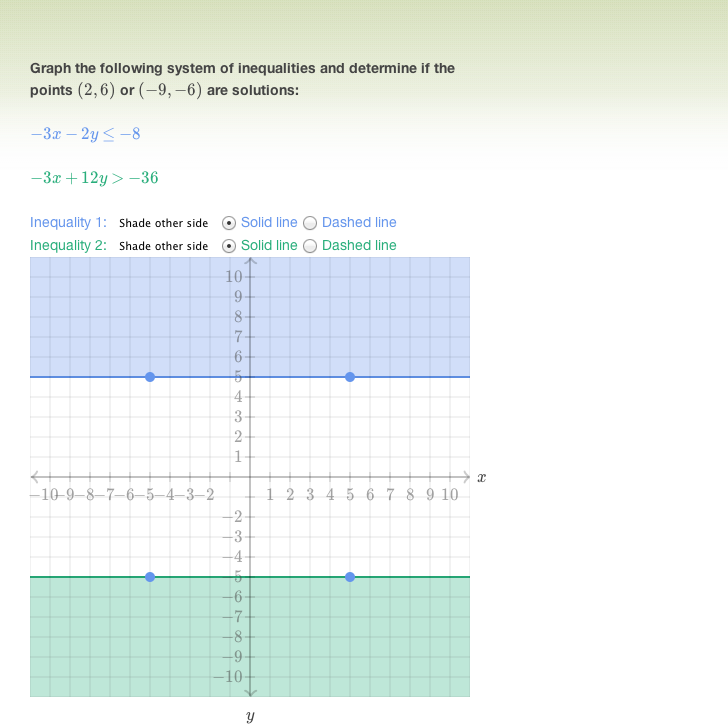 Graph the following system of inequalities and determine if the
points (2, 6) or (−9, −6) are solutions:
−3x − 2y ≤ −8
−3x + 12y > −36
Inequality 1: Shade other side Solid line Dashed line
Inequality 2: Shade other side Solid line Dashed line
10
9
8
7
6
5
4
3
2
1
x
−10 −9 −8 −7 −6 −5 −4 −3 −2 1 2 3 4 5 6 7 8 9 10
−2
−3
−4
−5
−6
−7
−8
−9
−10
y